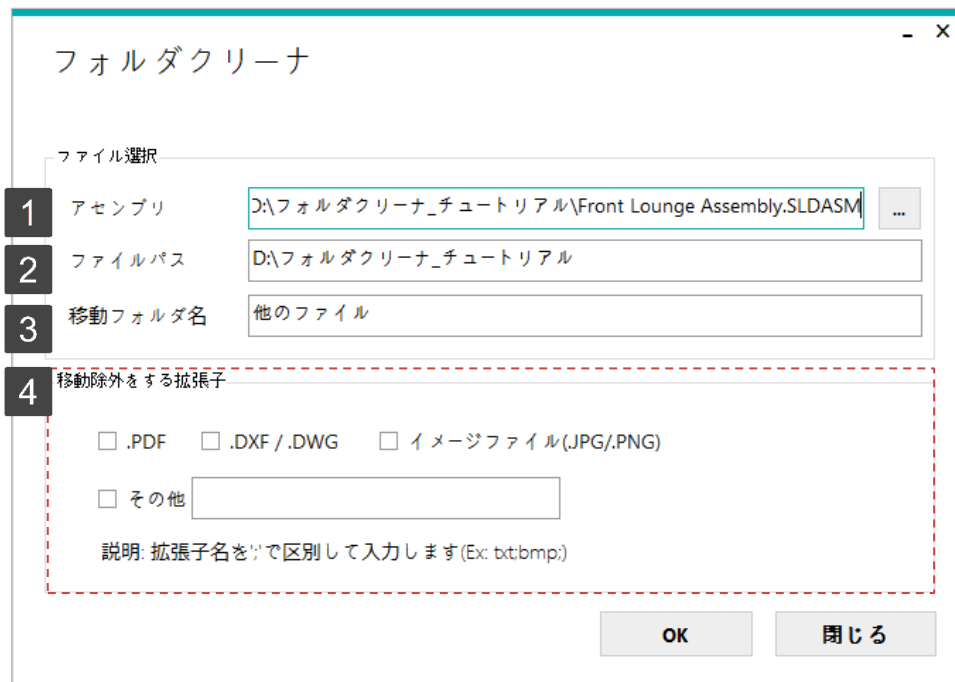 フォルダクリーナ
ファイル選択
1 アセンブリ D:\フォルダクリーナ_チュートリアル\Front Lounge Assembly.SLDASM ...
2 ファイルパス D:\フォルダクリーナ_チュートリアル
3 移動フォルダ名 他のファイル
4 移動除外をする拡張子
.PDF .DXF / .DWG イメージファイル(.JPG/.PNG)
その他
説明: 拡張子名を';'で区別して入力します(Ex: txt;bmp;)
OK 閉じる